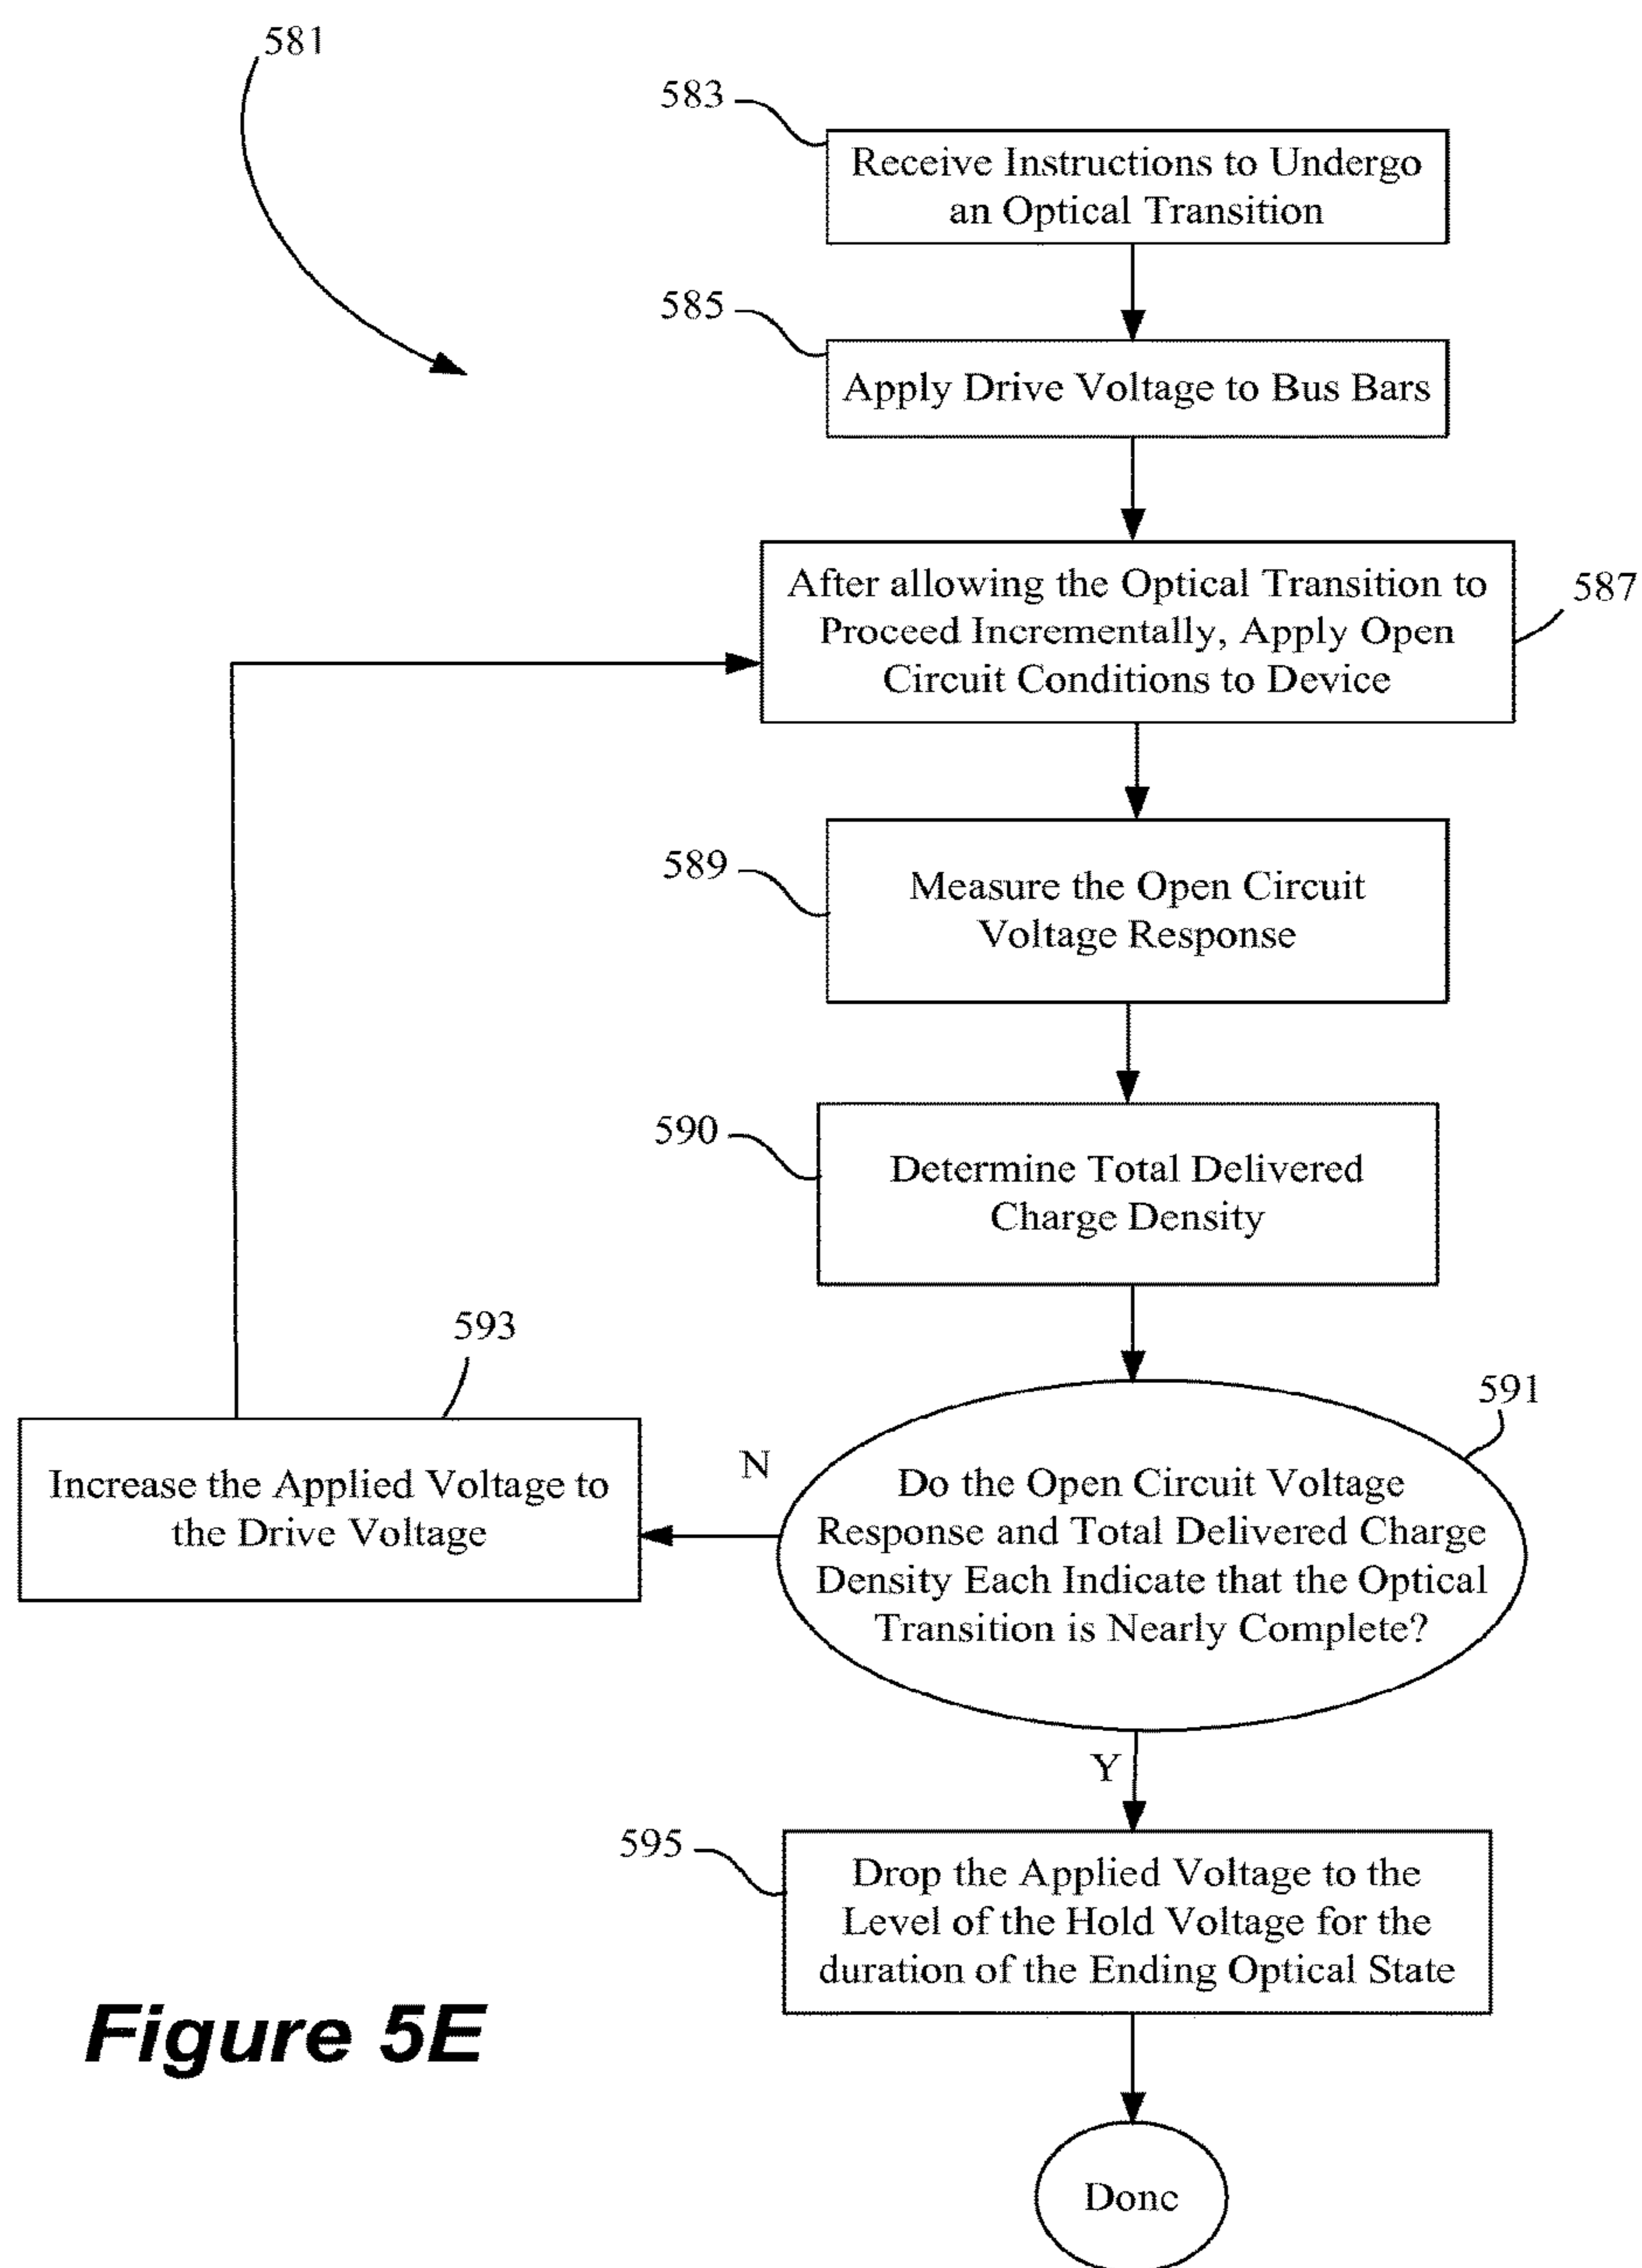 581
583
Receive Instructions to Undergo
an Optical Transition
585
Apply Drive Voltage to Bus Bars
After allowing the Optical Transition to
Proceed Incrementally, Apply Open
Circuit Conditions to Device
587
589
Measure the Open Circuit
Voltage Response
590
Determine Total Delivered
Charge Density
593
Increase the Applied Voltage to
the Drive Voltage
N
591
Do the Open Circuit Voltage
Response and Total Delivered Charge
Density Each Indicate that the Optical
Transition is Nearly Complete?
Y
595
Drop the Applied Voltage to the
Level of the Hold Voltage for the
duration of the Ending Optical State
Figure 5E
Done